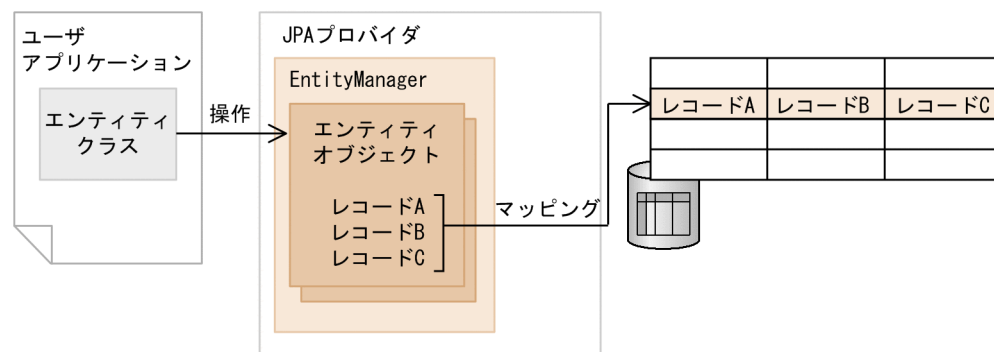 ユーザ
アプリケーション
エンティティ
クラス
操作
JPAプロバイダ
EntityManager
エンティティ
オブジェクト
レコードA
レコードB
レコードC
マッピング
レコードA レコードB レコードC